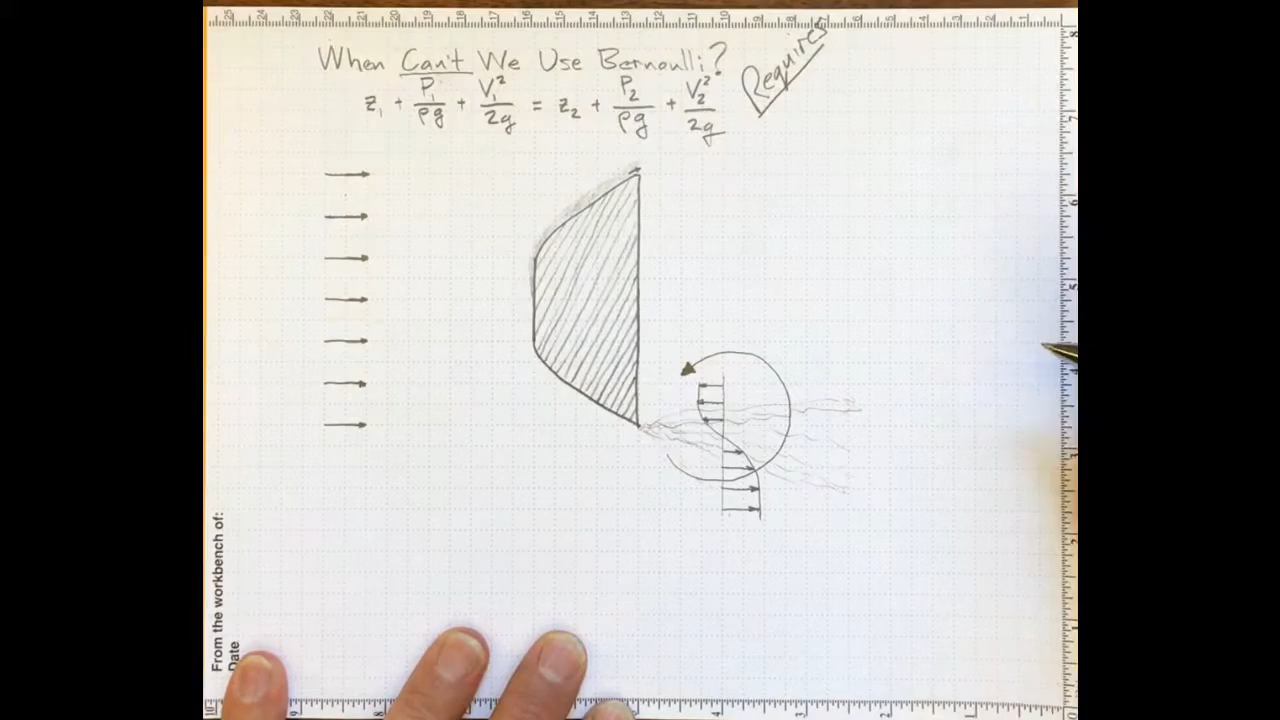 When Can't We Use Bernoulli?
z₁ + P₁/ρg + V₁²/2g = z₂ + P₂/ρg + V₂²/2g
Requires
From the workbench of:
Date